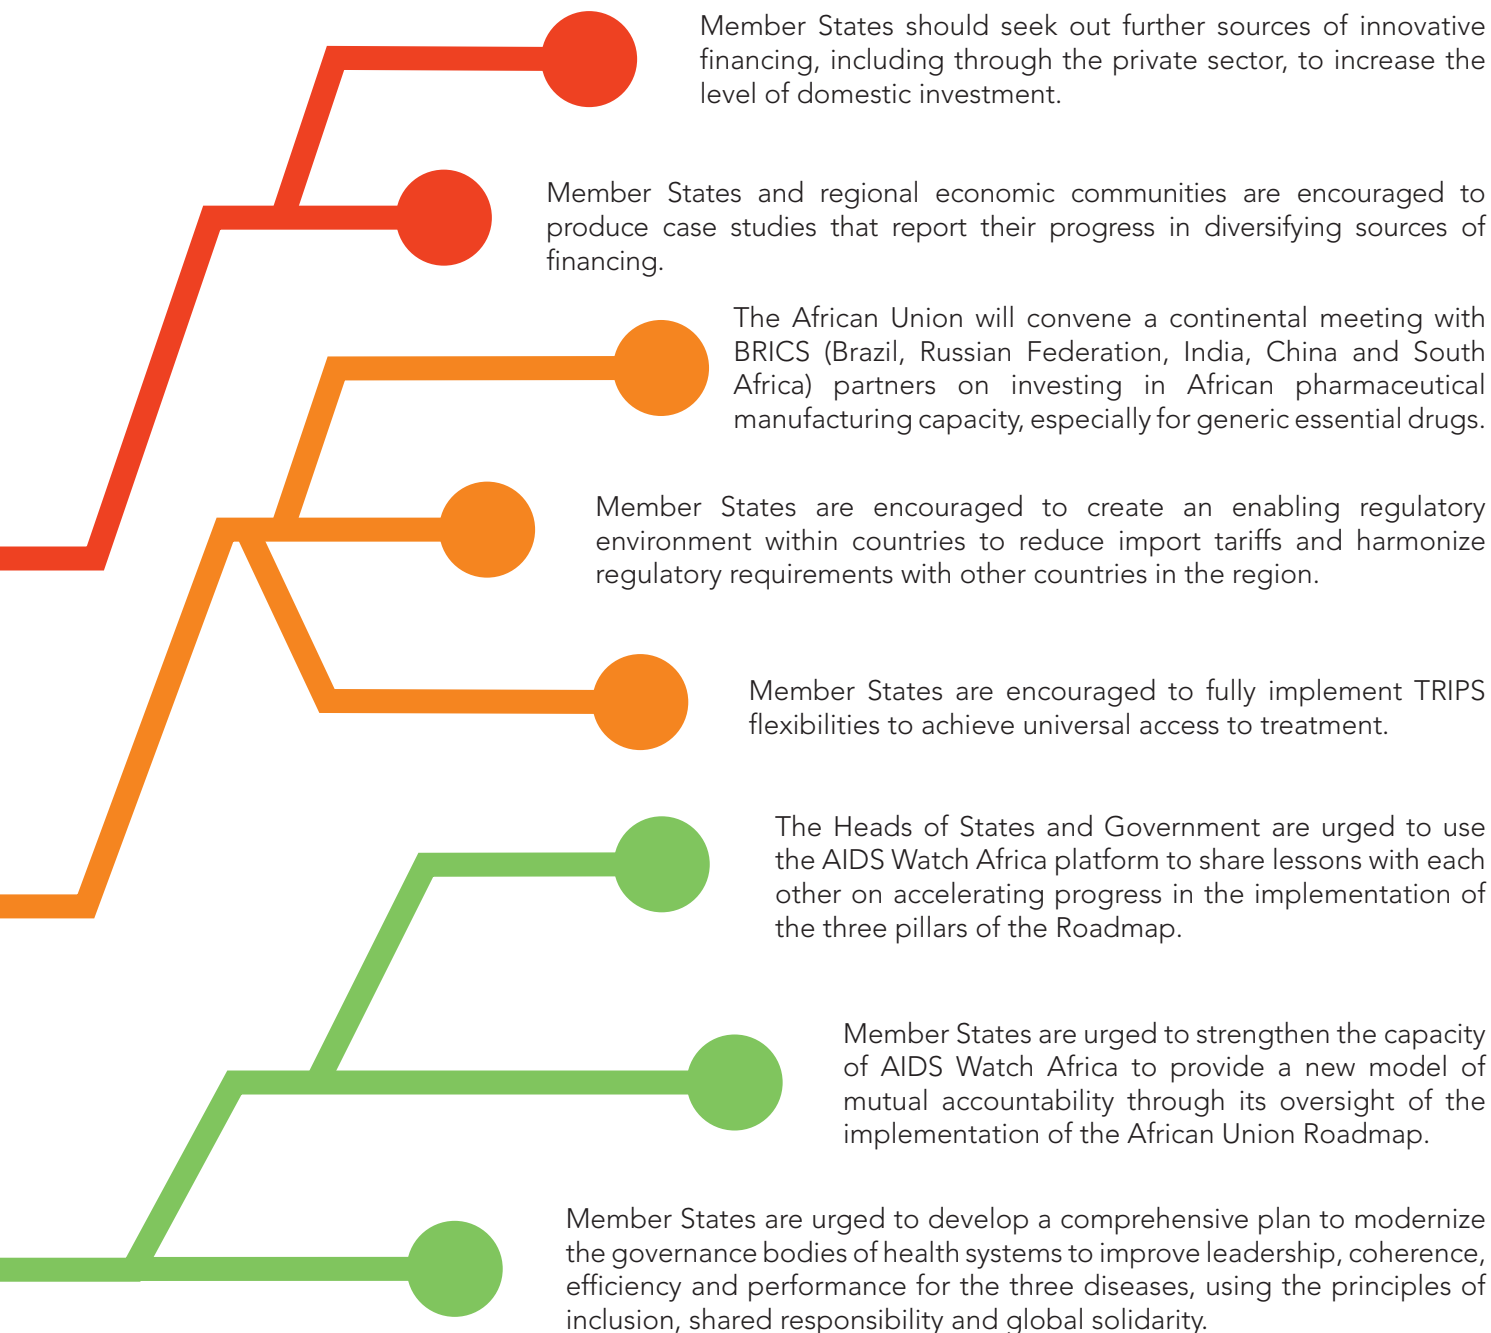 Member States should seek out further sources of innovative
financing, including through the private sector, to increase the
level of domestic investment.
Member States and regional economic communities are encouraged to
produce case studies that report their progress in diversifying sources of
financing.
The African Union will convene a continental meeting with
BRICS (Brazil, Russian Federation, India, China and South
Africa) partners on investing in African pharmaceutical
manufacturing capacity, especially for generic essential drugs.
Member States are encouraged to create an enabling regulatory
environment within countries to reduce import tariffs and harmonize
regulatory requirements with other countries in the region.
Member States are encouraged to fully implement TRIPS
flexibilities to achieve universal access to treatment.
The Heads of States and Government are urged to use
the AIDS Watch Africa platform to share lessons with each
other on accelerating progress in the implementation of
the three pillars of the Roadmap.
Member States are urged to strengthen the capacity
of AIDS Watch Africa to provide a new model of
mutual accountability through its oversight of the
implementation of the African Union Roadmap.
Member States are urged to develop a comprehensive plan to modernize
the governance bodies of health systems to improve leadership, coherence,
efficiency and performance for the three diseases, using the principles of
inclusion, shared responsibility and global solidarity.